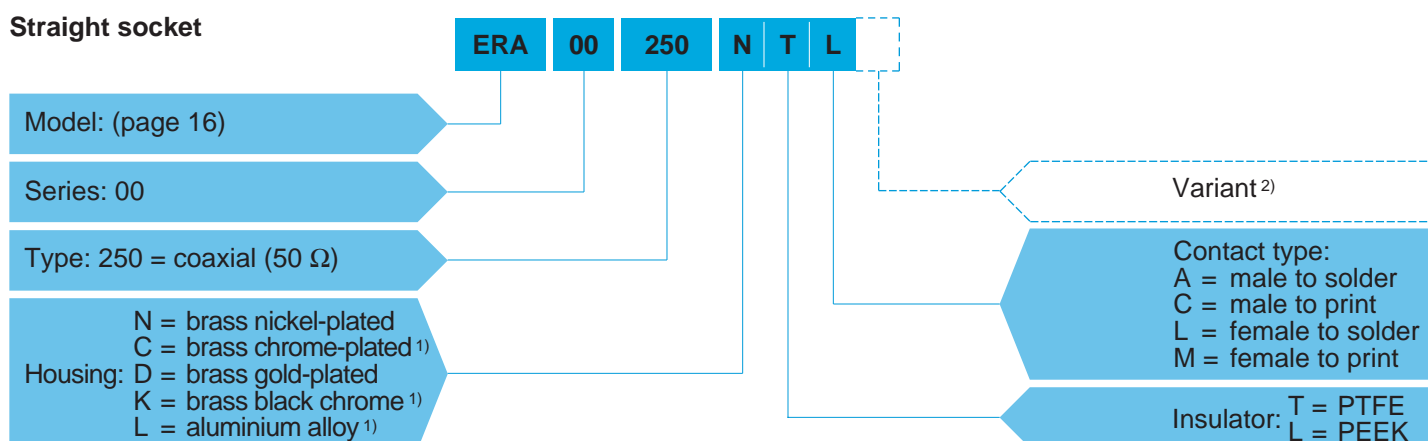 Straight socket
ERA 00 250 N T L
Model: (page 16)
Series: 00
Type: 250 = coaxial (50 Ω)
Housing:
N = brass nickel-plated
C = brass chrome-plated 1)
D = brass gold-plated
K = brass black chrome 1)
L = aluminium alloy 1)
Variant 2)
Contact type:
A = male to solder
C = male to print
L = female to solder
M = female to print
Insulator:
T = PTFE
L = PEEK